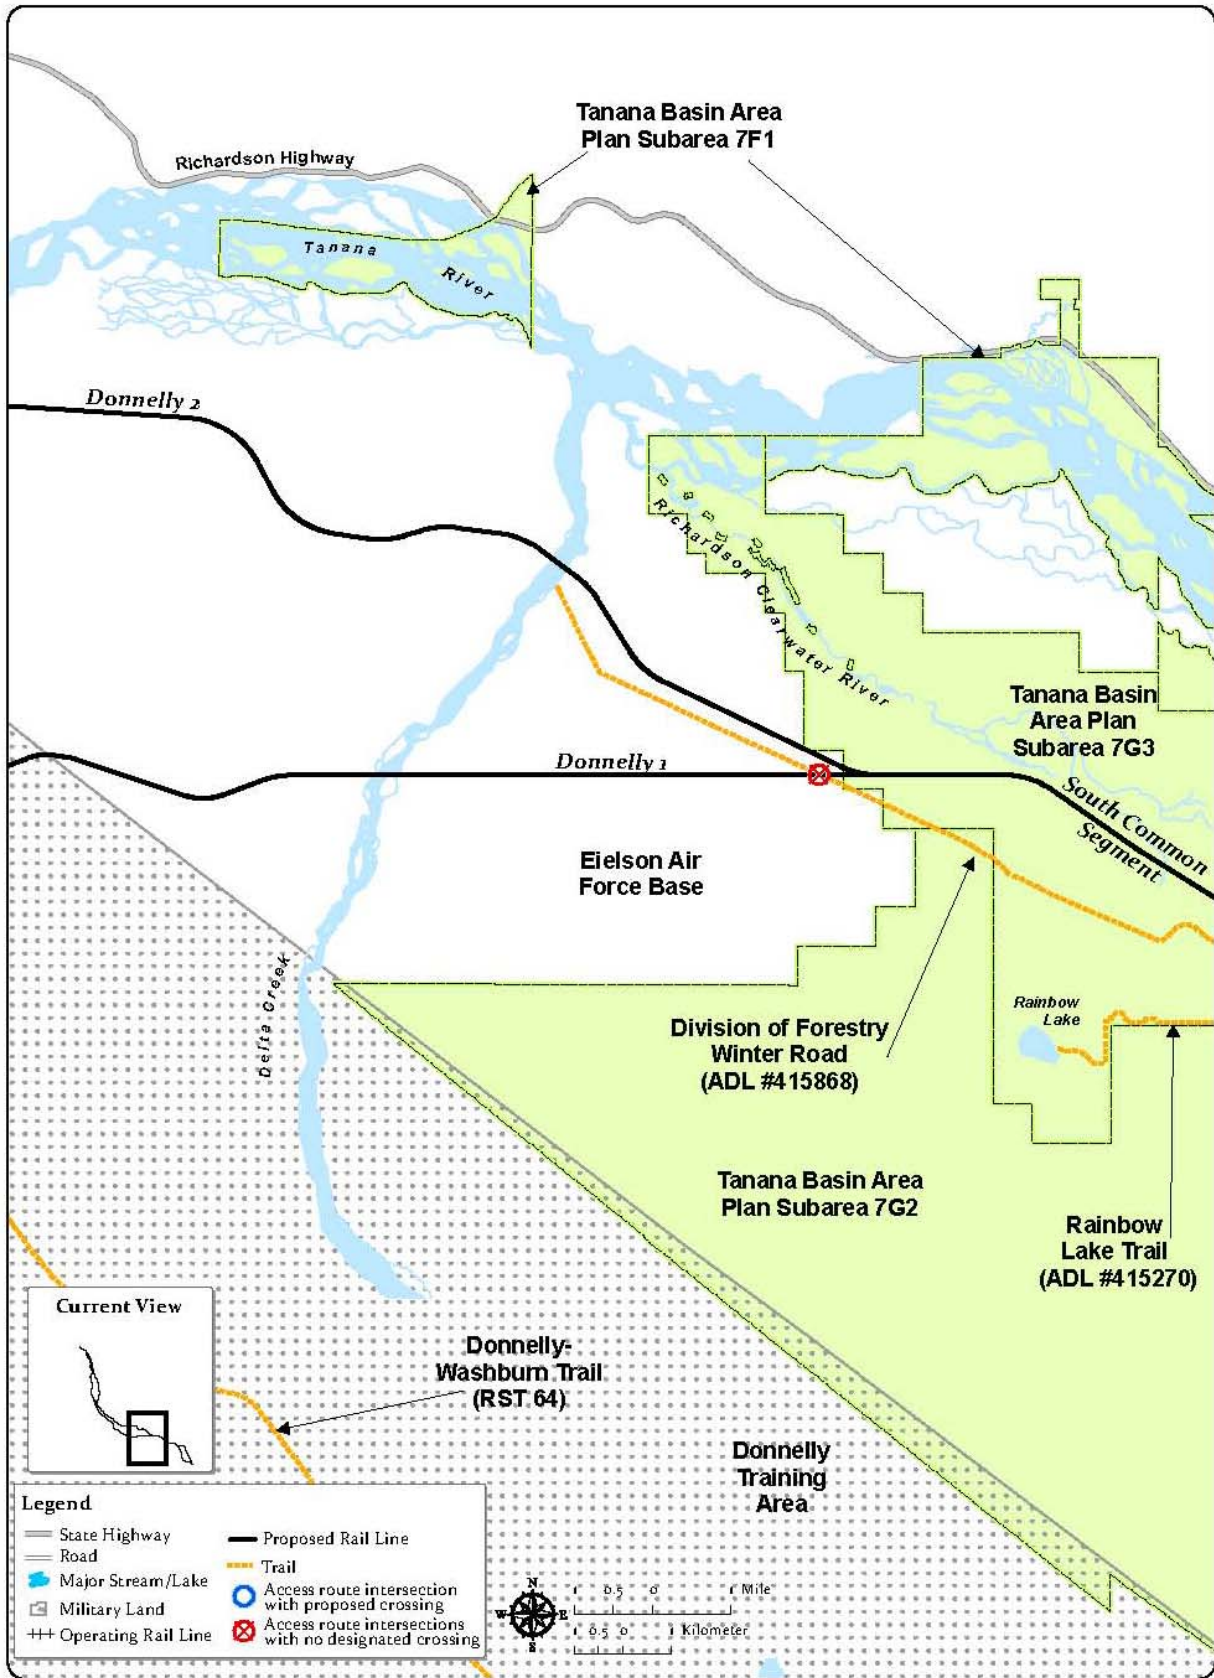 Tanana Basin Area
Plan Subarea 7F1
Richardson Highway
Tanana
River
Donnelly 2
Richardson Clearwater River
Tanana Basin
Area Plan
Subarea 7G3
Donnelly 1
South Common
Segment
Eielson Air
Force Base
Delta Creek
Rainbow
Lake
Division of Forestry
Winter Road
(ADL #415868)
Tanana Basin Area
Plan Subarea 7G2
Rainbow
Lake Trail
(ADL #415270)
Current View
Donnelly-
Washburn Trail
(RST 64)
Donnelly
Training
Area
Legend
State Highway
Road
Major Stream/Lake
Military Land
Operating Rail Line
Proposed Rail Line
Trail
Access route intersection
with proposed crossing
Access route intersections
with no designated crossing
N
W E
S
1 0.5 0 1 Mile
1 0.5 0 1 Kilometer